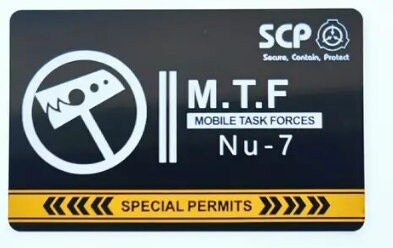 SCP
Secure, Contain, Protect
M.T.F
MOBILE TASK FORCES
Nu-7
SPECIAL PERMITS